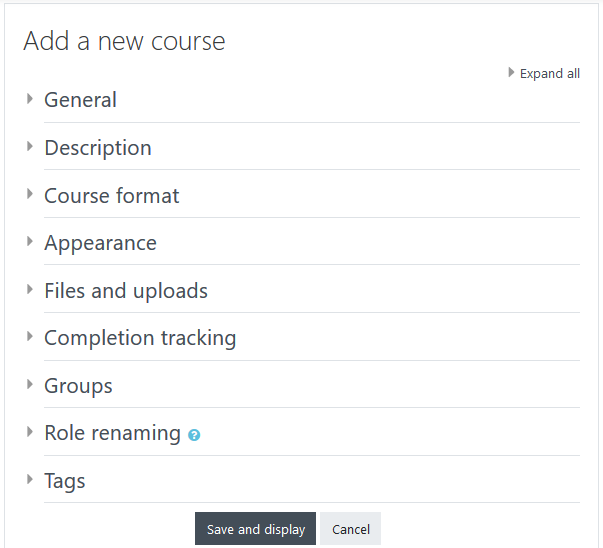 Add a new course
Expand all
General
Description
Course format
Appearance
Files and uploads
Completion tracking
Groups
Role renaming ?
Tags
Save and display Cancel